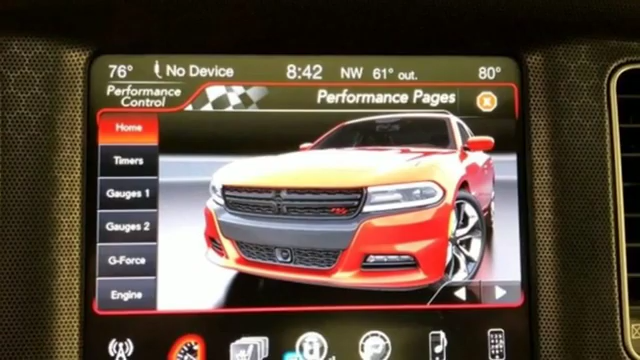 76° No Device 8:42 NW 61° out. 80°
Performance
Control
Performance Pages
Home
Timers
Gauges 1
Gauges 2
G-Force
Engine